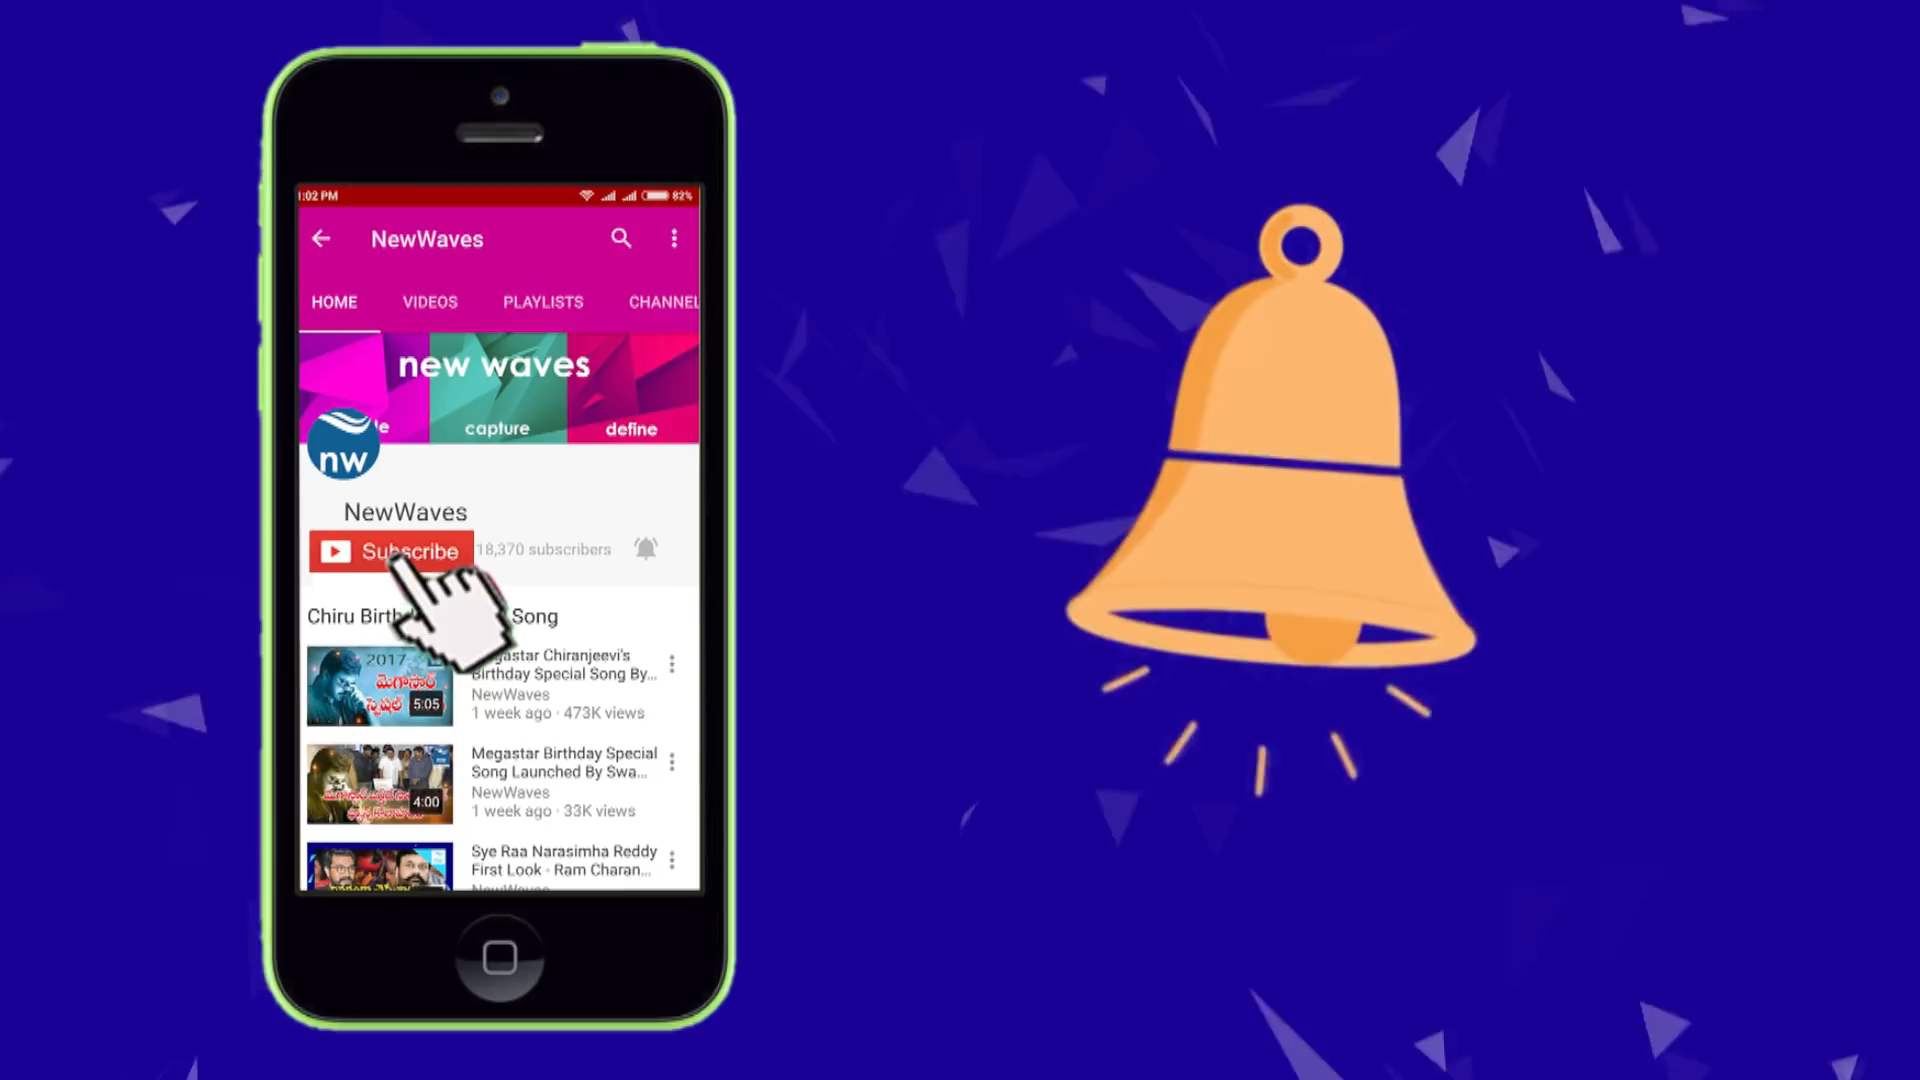 1:02 PM
82%
NewWaves
HOME
VIDEOS
PLAYLISTS
CHANNEL
new waves
capture
define
nw
NewWaves
Subscribe
18,370 subscribers
Chiru
Song
2017
మెగాస్టార్
స్పెషల్
5:05
Chiranjeevi's
Birthday Special Song By...
NewWaves
1 week ago · 473K views
4:00
Megastar Birthday Special
Song Launched By Swa...
NewWaves
1 week ago · 33K views
Sye Raa Narasimha Reddy
First Look - Ram Charan...